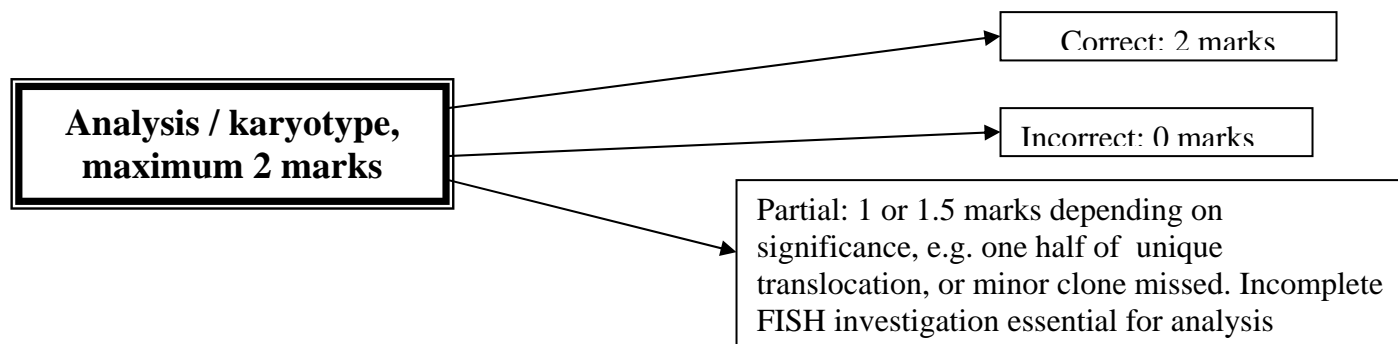 Correct: 2 marks
Analysis / karyotype,
maximum 2 marks
Incorrect: 0 marks
Partial: 1 or 1.5 marks depending on
significance, e.g. one half of unique
translocation, or minor clone missed. Incomplete
FISH investigation essential for analysis